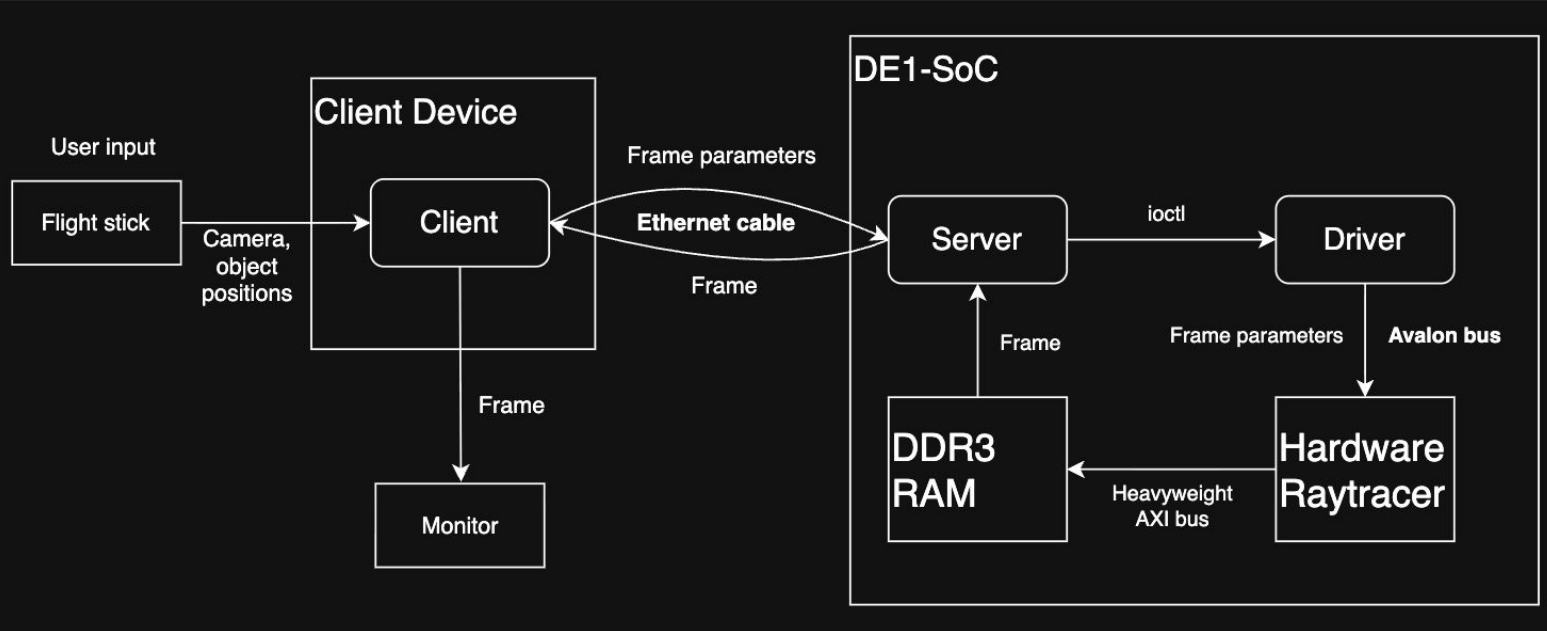 DE1-SoC
Client Device
User input
Frame parameters
Flight stick
Client
Ethernet cable
Server
ioctl
Driver
Camera,
object
positions
Frame
Frame
Frame parameters
Avalon bus
Frame
DDR3
RAM
Hardware
Raytracer
Heavyweight
AXI bus
Monitor